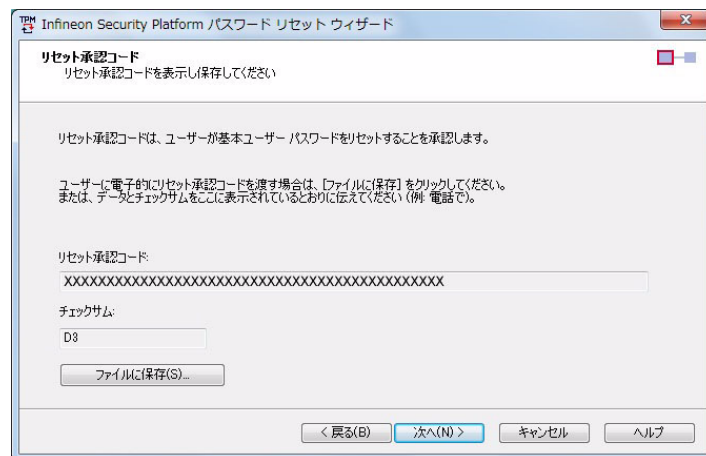 TPM
Infineon Security Platform パスワード リセット ウィザード
リセット承認コード
リセット承認コードを表示し保存してください
リセット承認コードは、ユーザーが基本ユーザー パスワードをリセットすることを承認します。
ユーザーに電子的にリセット承認コードを渡す場合は、[ファイルに保存] をクリックしてください。
または、データとチェックサムをここに表示されているとおりに伝えてください (例: 電話で)。
リセット承認コード:
XXXXXXXXXXXXXXXXXXXXXXXXXXXXXXXXXXXXXXXXXXXXX
チェックサム:
D3
ファイルに保存(S)...
< 戻る(B)
次へ(N) >
キャンセル
ヘルプ